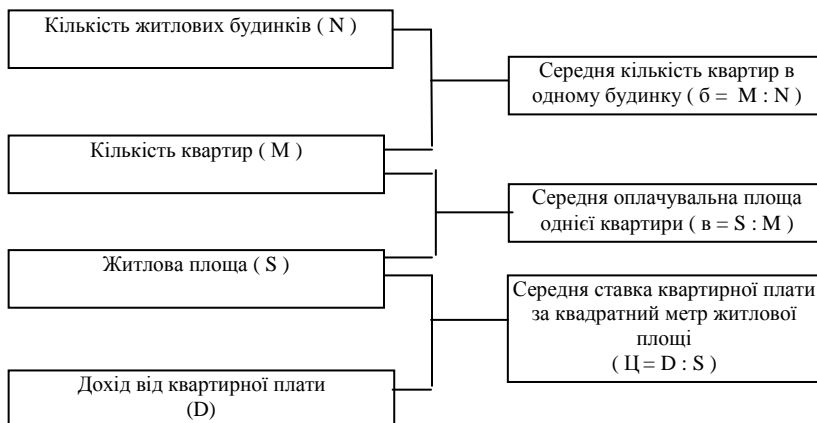 Кількість житлових будинків ( N )
Середня кількість квартир в
одному будинку ( б = M : N )
Кількість квартир ( M )
Середня оплачувальна площа
однієї квартири ( в = S : M )
Житлова площа ( S )
Середня ставка квартирної плати
за квадратний метр житлової
площі
( Ц = D : S )
Дохід від квартирної плати
(D)